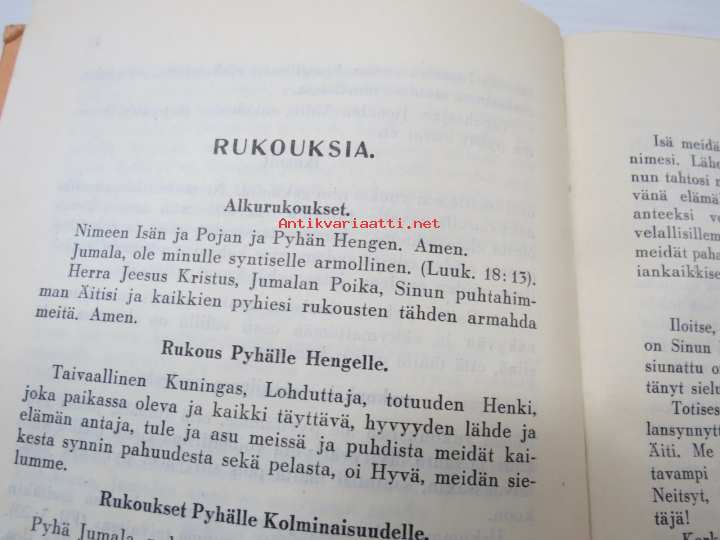 RUKOUKSIA.
Alkurukoukset.
Antikvariaatti.net
Nimeen Isän ja Pojan ja Pyhän Hengen. Amen.
Jumala, ole minulle syntiselle armollinen. (Luuk. 18: 13).
Herra Jeesus Kristus, Jumalan Poika, Sinun puhtahim-
man Äitisi ja kaikkien pyhiesi rukousten tähden armahda
meitä. Amen.
Rukous Pyhälle Hengelle.
Taivaallinen Kuningas, Lohduttaja, totuuden Henki,
joka paikassa oleva ja kaikki täyttävä, hyvyyden lähde ja
elämän antaja, tule ja asu meissä ja puhdista meidät kai-
kesta synnin pahuudesta sekä pelasta, oi Hyvä, meidän sie-
lumme.
Rukoukset Pyhälle Kolminaisuudelle.
Pyhä Jumala,
Isä meidä
nimesi. Lähe
nun tahtosi
vänä elämä
anteeksi
velallisillem
meidät paha
iankaikkise
Iloitse,
on Sinun
siunattu
tänyt sielu
Totises
lansynnytt
Äiti. Me
tavampi
Neitsyt,
täjä!